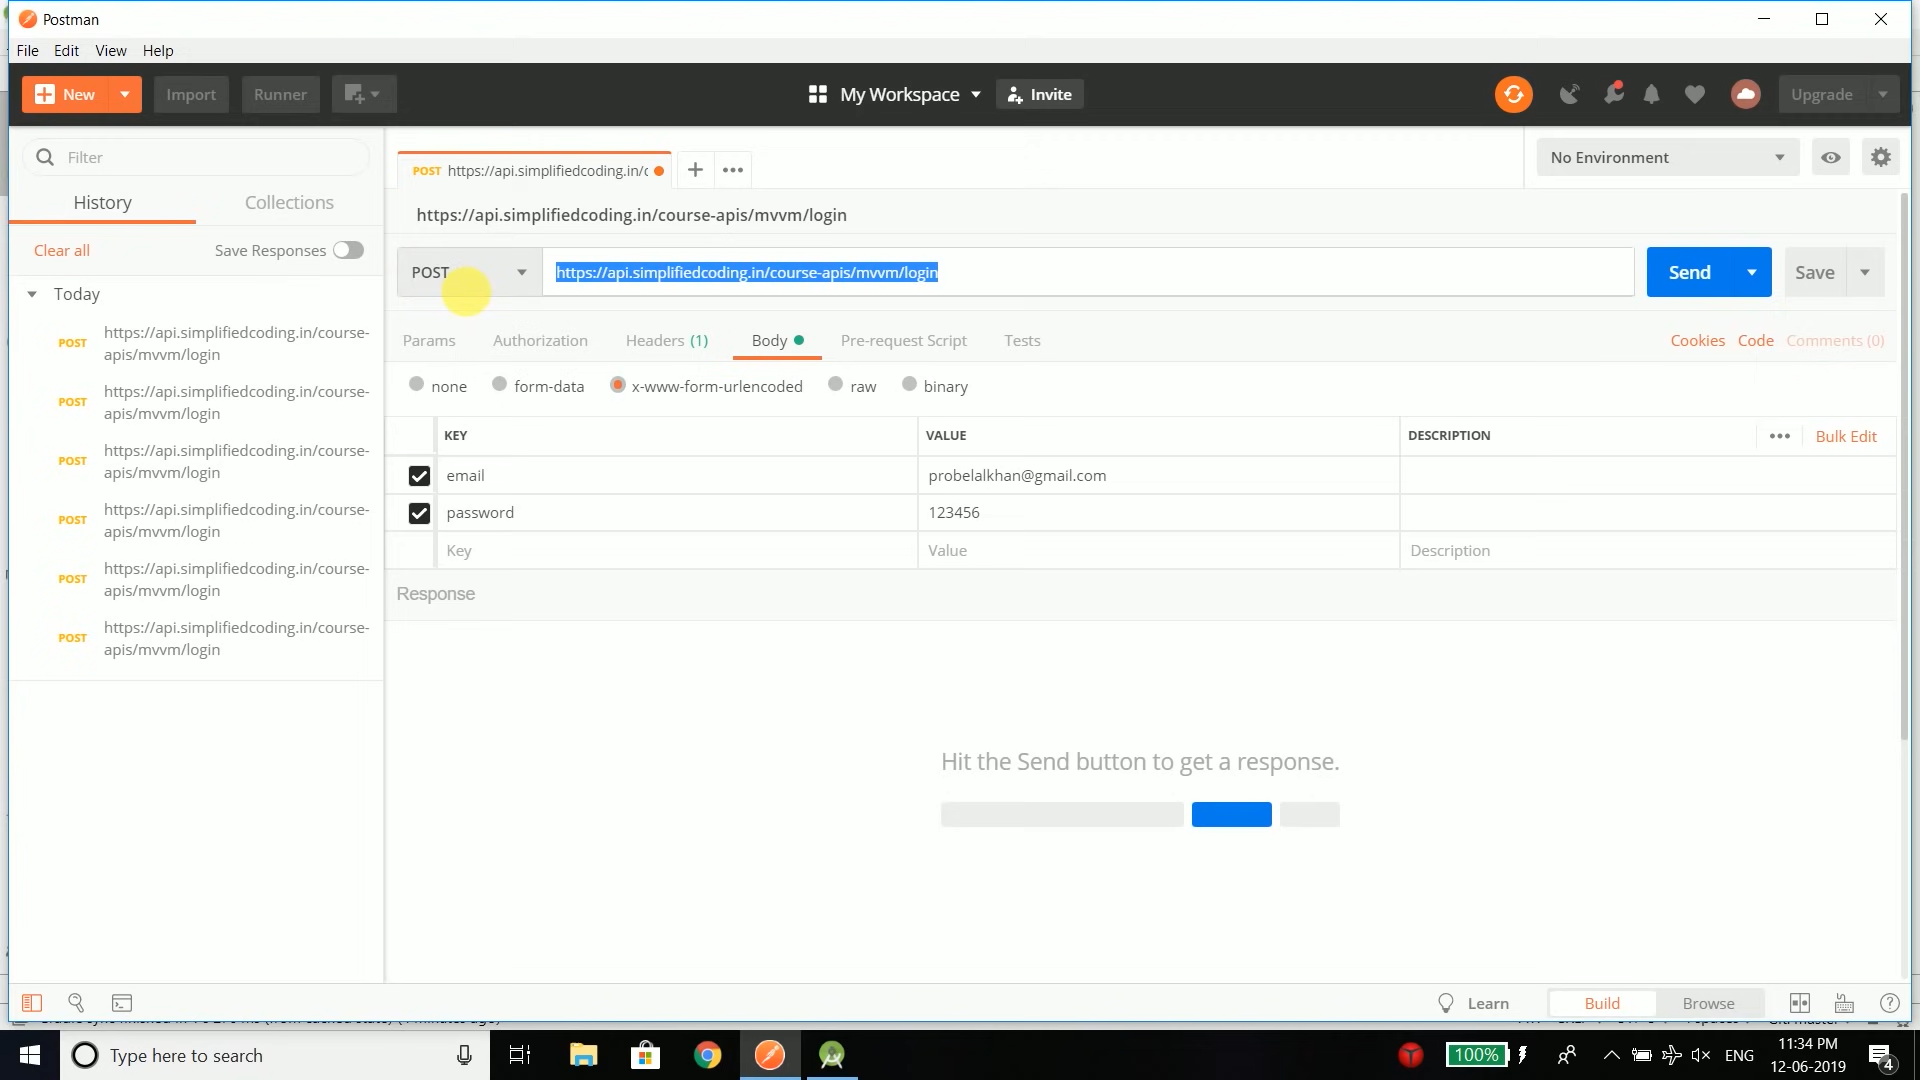 Postman
File Edit View Help
New
Import
Runner
My Workspace
Invite
Upgrade
Filter
History
Collections
Clear all
Save Responses
Today
POST https://api.simplifiedcoding.in/course-
apis/mvvm/login
POST https://api.simplifiedcoding.in/course-
apis/mvvm/login
POST https://api.simplifiedcoding.in/course-
apis/mvvm/login
POST https://api.simplifiedcoding.in/course-
apis/mvvm/login
POST https://api.simplifiedcoding.in/course-
apis/mvvm/login
POST https://api.simplifiedcoding.in/course-
apis/mvvm/login
POST https://api.simplifiedcoding.in/c
No Environment
https://api.simplifiedcoding.in/course-apis/mvvm/login
POST https://api.simplifiedcoding.in/course-apis/mvvm/login Send Save
Params Authorization Headers (1) Body Pre-request Script Tests Cookies Code Comments (0)
none form-data x-www-form-urlencoded raw binary
KEY VALUE DESCRIPTION Bulk Edit
email probelalkhan@gmail.com
password 123456
Key Value Description
Response
Hit the Send button to get a response.
Learn Build Browse
Type here to search
100%
ENG
11:34 PM
12-06-2019
4